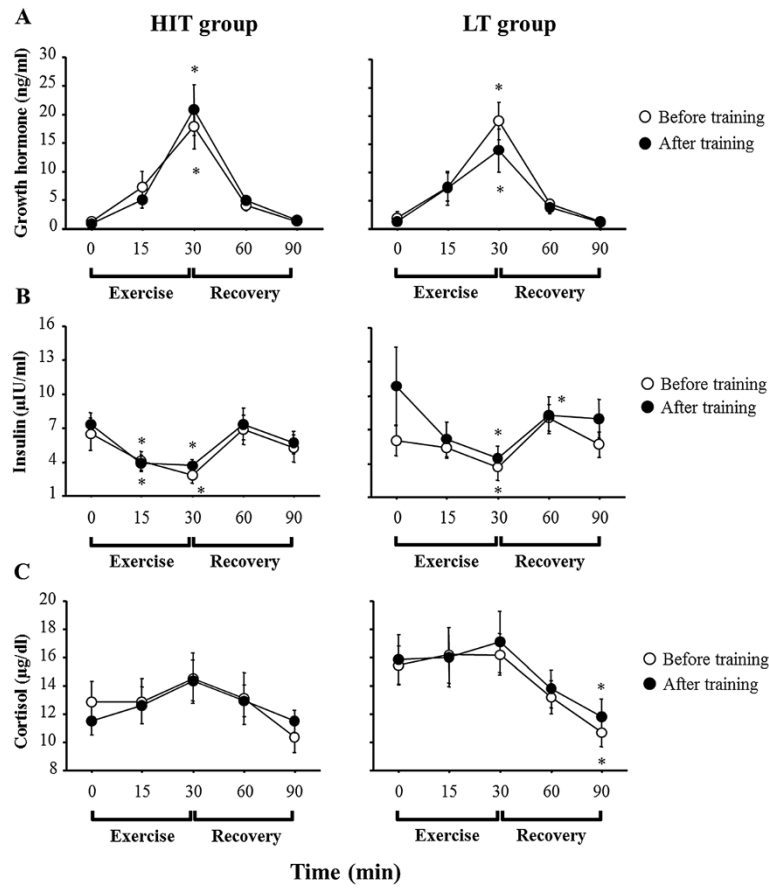 A
HIT group
LT group
Growth hormone (ng/ml)
30
25
20
15
10
5
0
*
*
*
*
Before training
After training
0 15 30 60 90
0 15 30 60 90
Exercise Recovery
Exercise Recovery
B
Insulin (µIU/ml)
16
13
10
7
4
1
*
*
*
*
*
*
*
Before training
After training
0 15 30 60 90
0 15 30 60 90
Exercise Recovery
Exercise Recovery
C
Cortisol (µg/dl)
20
18
16
14
12
10
8
*
*
Before training
After training
0 15 30 60 90
0 15 30 60 90
Exercise Recovery
Exercise Recovery
Time (min)